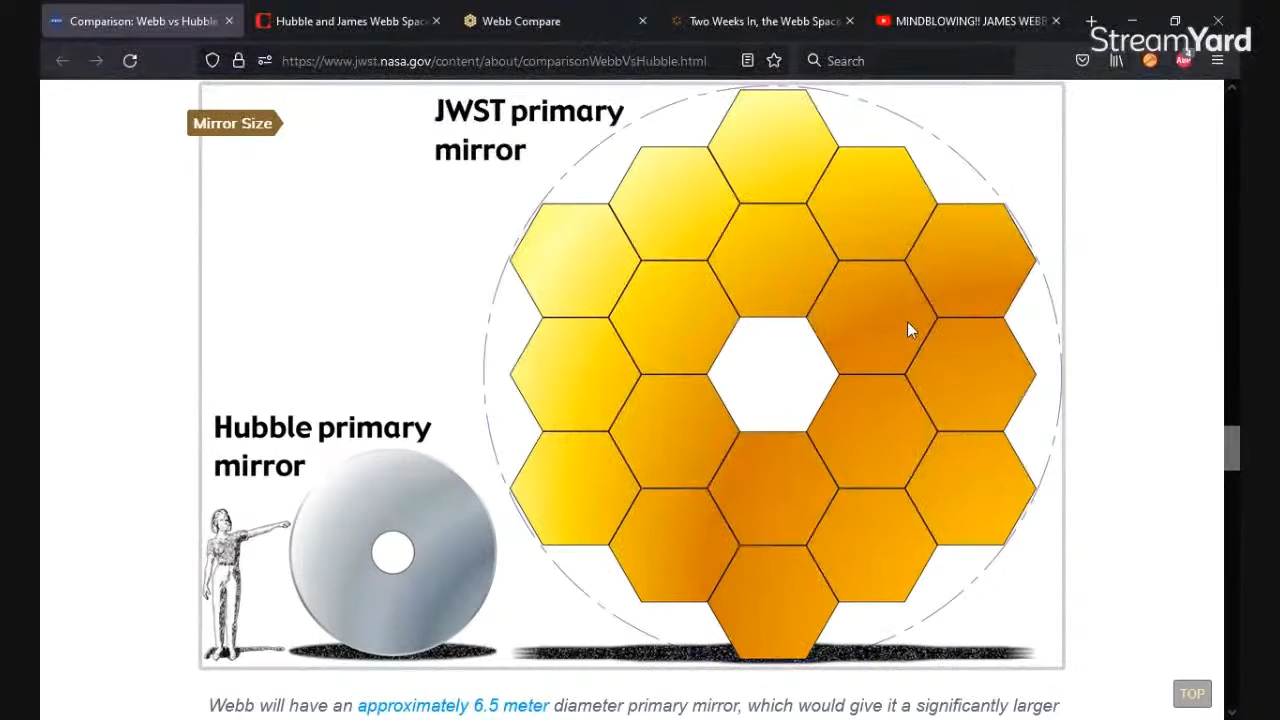 Comparison: Webb vs Hubble
Hubble and James Webb Spac
Webb Compare
Two Weeks In, the Webb Space
MINDBLOWING!! JAMES WEBB
StreamYard
https://www.jwst.nasa.gov/content/about/comparisonWebbVsHubble.html
Search
Mirror Size
JWST primary
mirror
Hubble primary
mirror
Webb will have an approximately 6.5 meter diameter primary mirror, which would give it a significantly larger
TOP